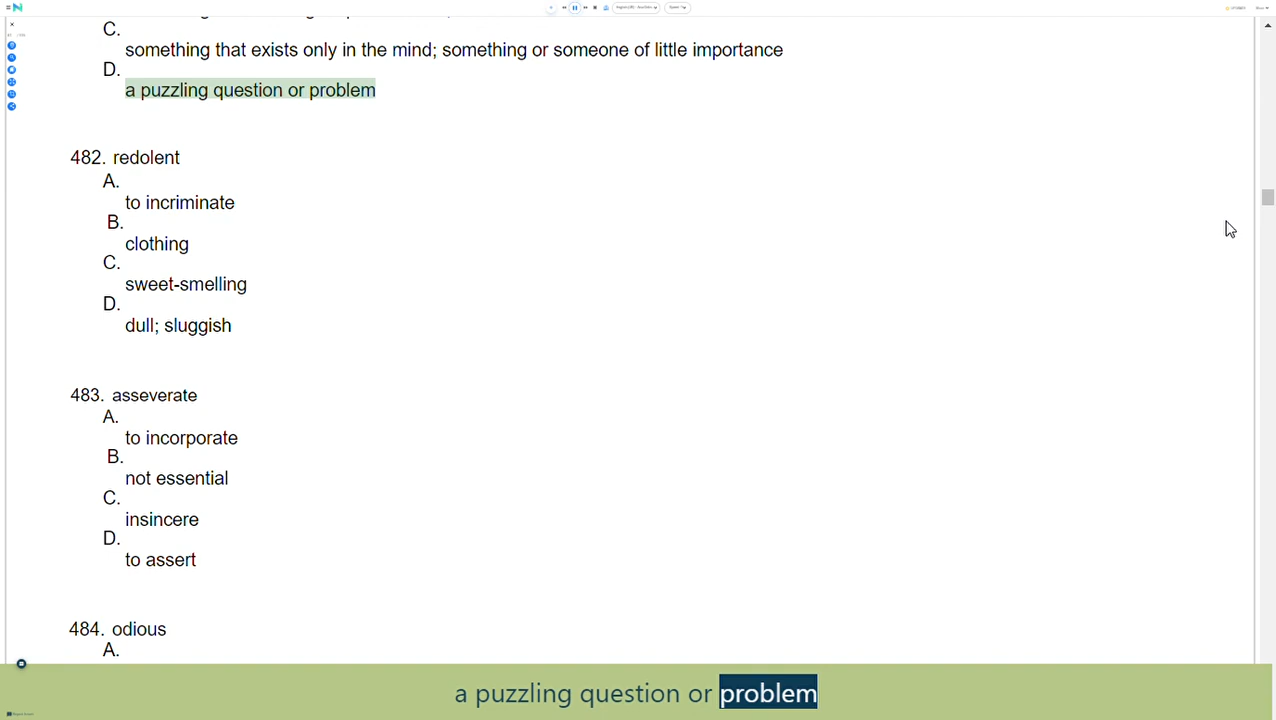 C.
something that exists only in the mind; something or someone of little importance
D.
a puzzling question or problem
482. redolent
A.
to incriminate
B.
clothing
C.
sweet-smelling
D.
dull; sluggish
483. asseverate
A.
to incorporate
B.
not essential
C.
insincere
D.
to assert
484. odious
A.
a puzzling question or problem